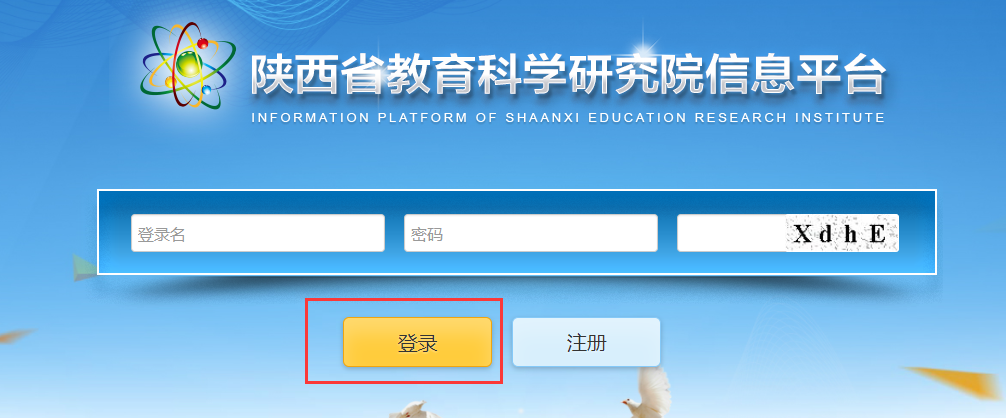 陕西省教育科学研究院信息平台
INFORMATION PLATFORM OF SHAANXI EDUCATION RESEARCH INSTITUTE
登录名 密码 XdhE
登录 注册